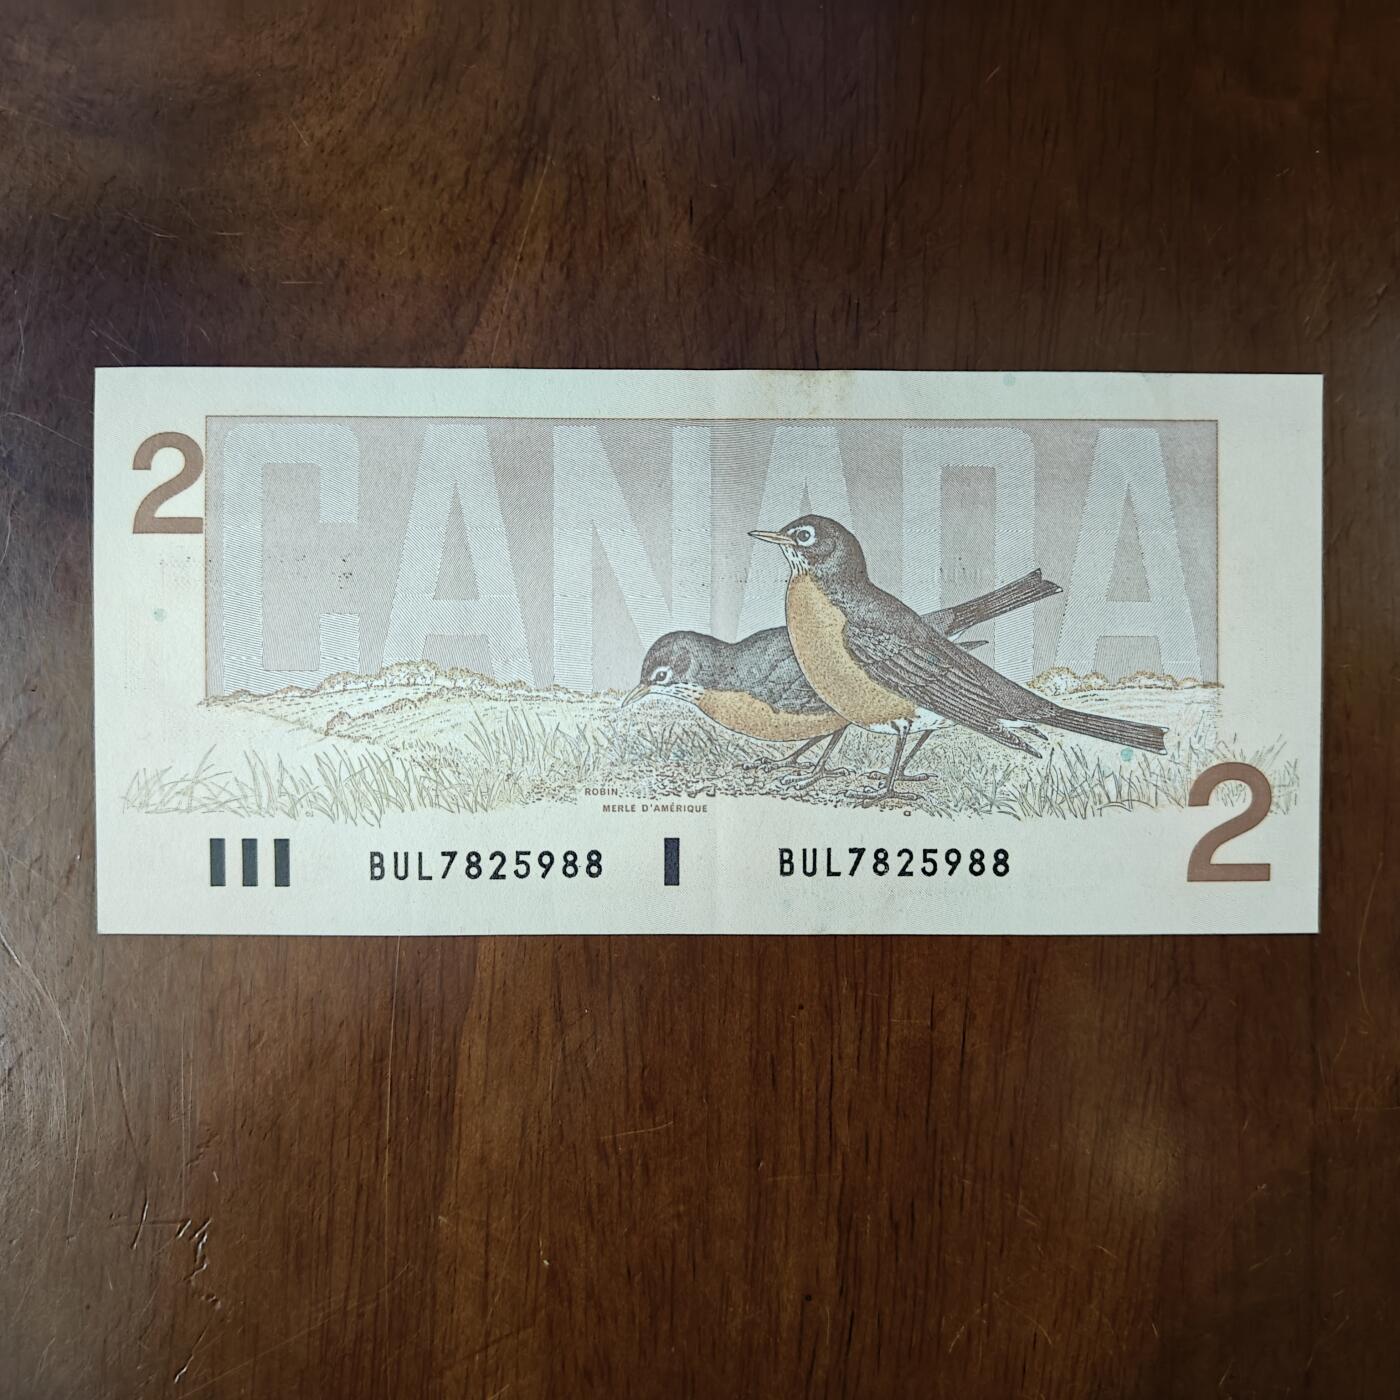 2
CANADA
ROBIN
MERLE D'AMÉRIQUE
BUL7825988 BUL7825988
2